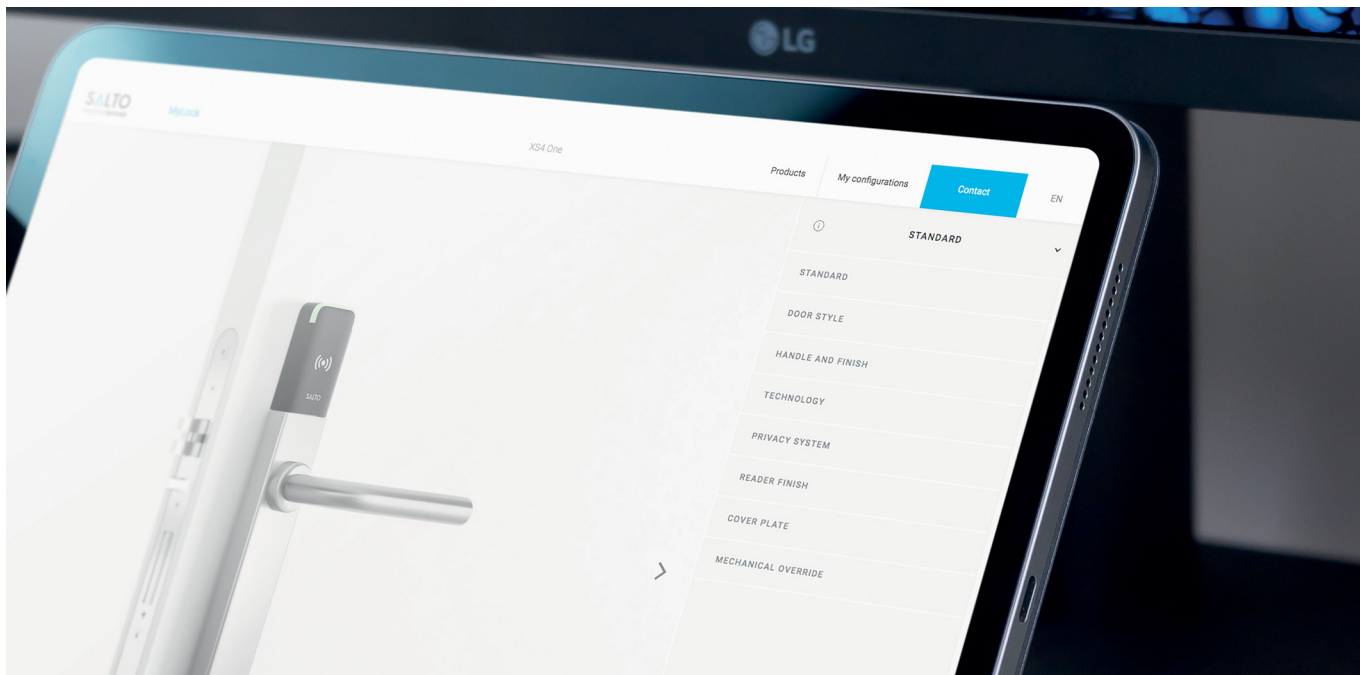 LG
SALTO
MyLock
XS4 One
Products
My configurations
Contact
EN
STANDARD
STANDARD
DOOR STYLE
HANDLE AND FINISH
TECHNOLOGY
PRIVACY SYSTEM
READER FINISH
COVER PLATE
MECHANICAL OVERRIDE
SALTO